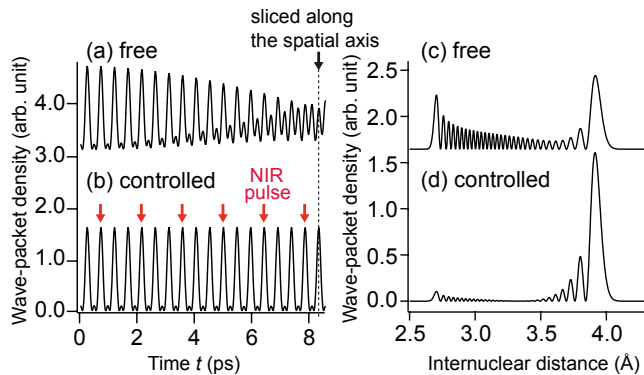 sliced along
the spatial axis
(a) free
4.0
3.0
(b) controlled
NIR
pulse
2.0
1.0
0.0
Wave-packet density (arb. unit)
0 2 4 6 8
Time t (ps)
(c) free
2.5
2.0
(d) controlled
1.5
1.0
0.5
0.0
Wave-packet density (arb. unit)
2.5 3.0 3.5 4.0
Internuclear distance (Å)